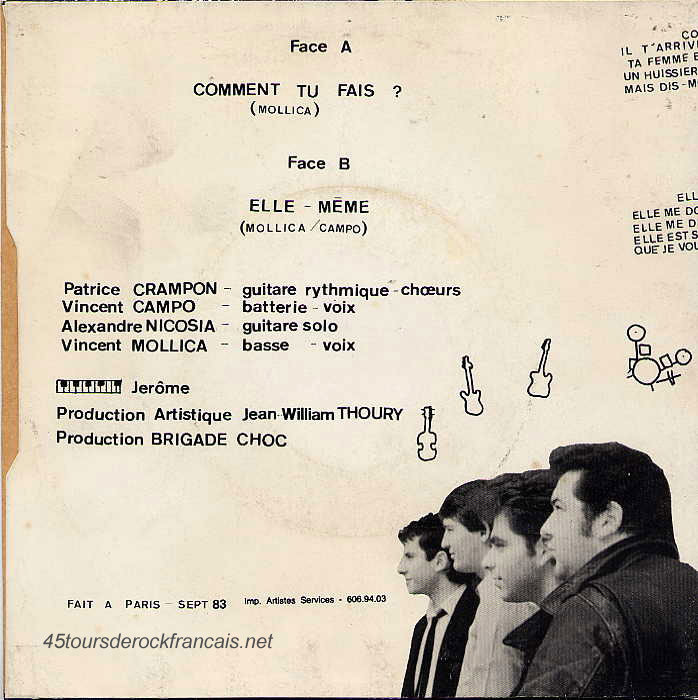 Face A
COMMENT TU FAIS ?
(MOLLICA)
Face B
ELLE - MÊME
(MOLLICA/CAMPO)
Patrice CRAMPON - guitare rythmique - chœurs
Vincent CAMPO - batterie - voix
Alexandre NICOSIA - guitare solo
Vincent MOLLICA - basse - voix
Jerôme
Production Artistique Jean-William THOURY
Production BRIGADE CHOC
FAIT A PARIS - SEPT 83
Imp. Artistes Services - 606.94.03
45toursderockfrancais.net
CO
IL T'ARRIV
TA FEMME E
UN HUISSIER
MAIS DIS-M
ELL
ELLE ME DO
ELLE ME D
ELLE EST S
QUE JE VOU